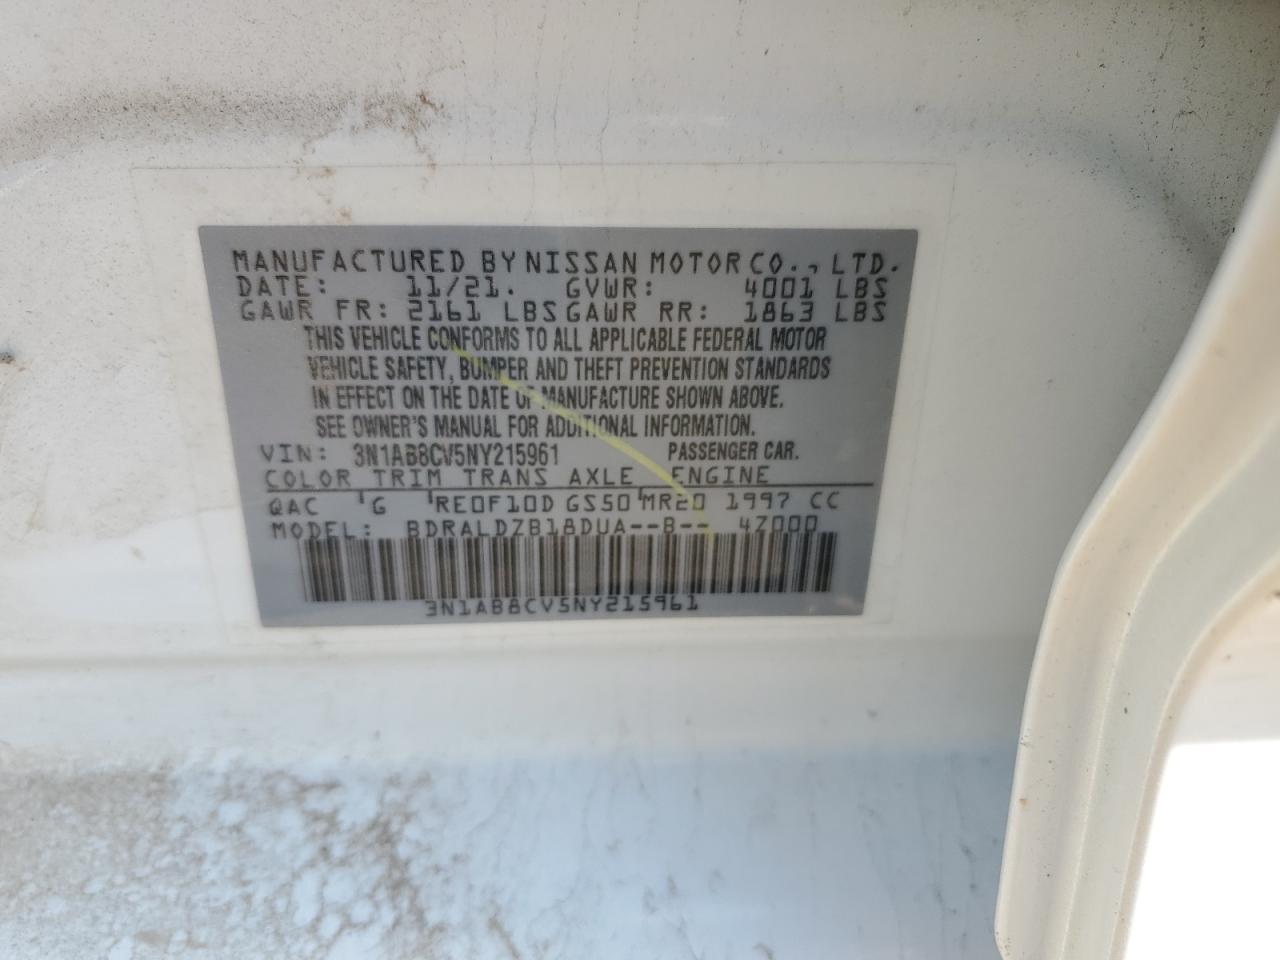 MANUFACTURED BY NISSAN MOTOR CO., LTD.
DATE: 11/21. GVWR: 4001 LBS
GAWR FR: 2161 LBS GAWR RR: 1863 LBS
THIS VEHICLE CONFORMS TO ALL APPLICABLE FEDERAL MOTOR
VEHICLE SAFETY, BUMPER AND THEFT PREVENTION STANDARDS
IN EFFECT ON THE DATE OF MANUFACTURE SHOWN ABOVE.
SEE OWNER'S MANUAL FOR ADDITIONAL INFORMATION.
VIN: 3N1AB8CV5NY215961 PASSENGER CAR.
COLOR TRIM TRANS AXLE ENGINE
QAC 'G 'RE0F10D GS50 'MR20 1997 CC
MODEL: BDRALDZB18DUA--B-- 4Z000
3N1AB8CV5NY215961